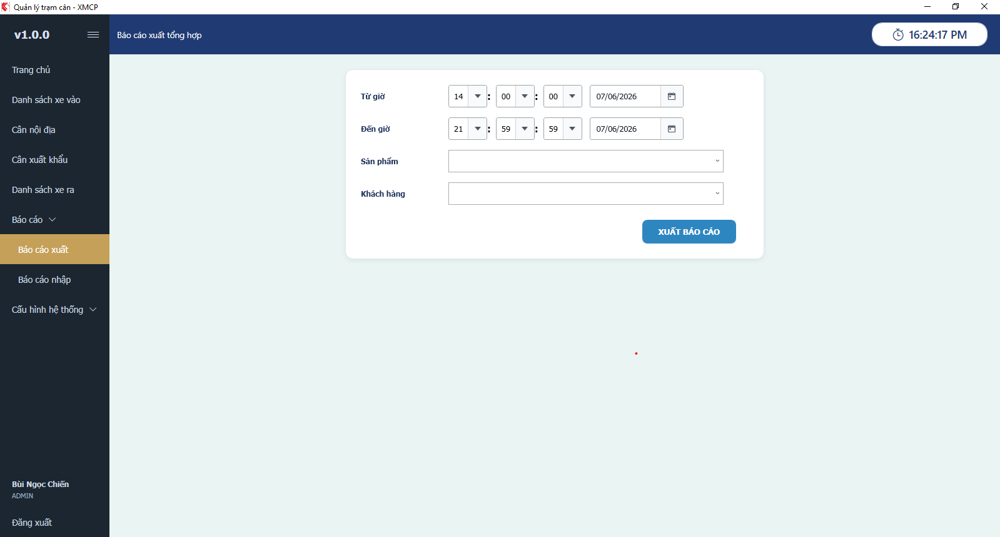 Quản lý trạm cân - XMCP
v1.0.0
Báo cáo xuất tổng hợp
16:24:17 PM
Trang chủ
Danh sách xe vào
Cân nội địa
Cân xuất khẩu
Danh sách xe ra
Báo cáo
Báo cáo xuất
Báo cáo nhập
Cấu hình hệ thống
Từ giờ 14 : 00 : 00 07/06/2026
Đến giờ 21 : 59 : 59 07/06/2026
Sản phẩm
Khách hàng
XUẤT BÁO CÁO
Bùi Ngọc Chiến
ADMIN
Đăng xuất